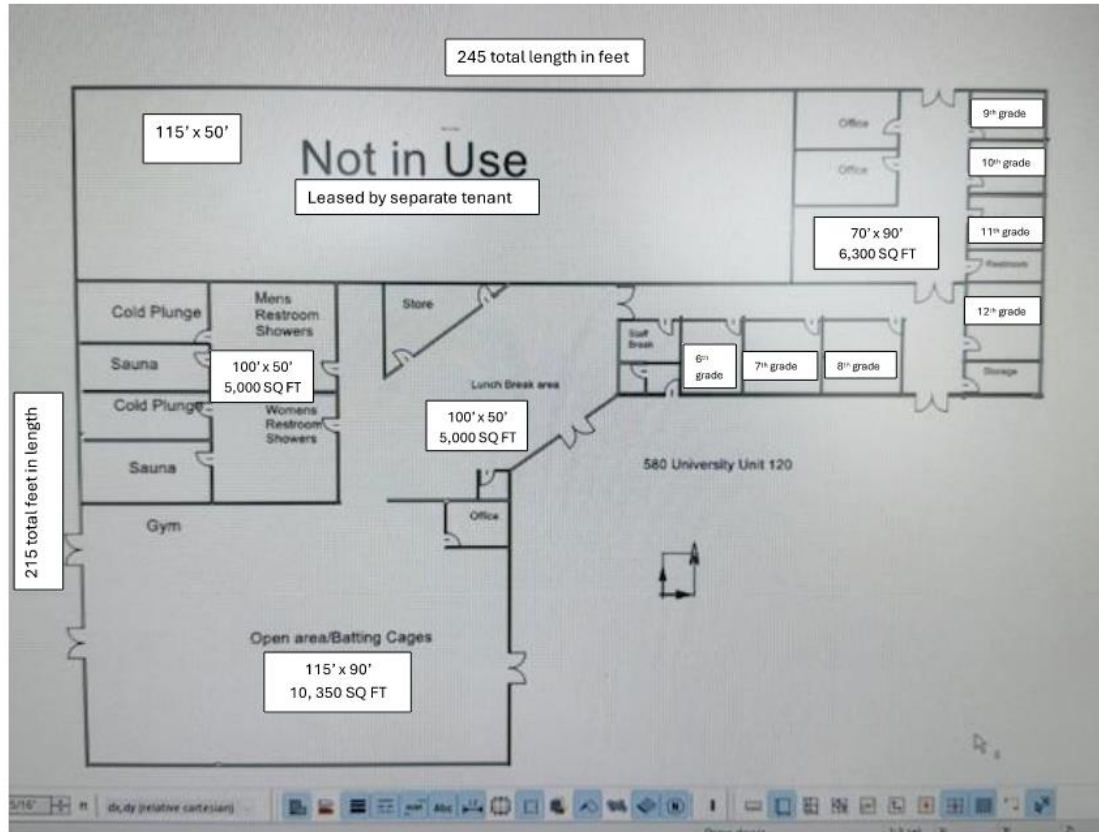 245 total length in feet
115' x 50'
Not in Use
Leased by separate tenant
Office
Office
9th grade
10th grade
11th grade
70' x 90'
6,300 SQ FT
Restroom
12th grade
Storage
Cold Plunge
Mens
Restroom
Showers
Store
Sauna
100' x 50'
5,000 SQ FT
Staff
Break
6th
grade
7th grade
8th grade
Lunch Break area
Cold Plunge
Womens
Restroom
Showers
100' x 50'
5,000 SQ FT
Sauna
580 University Unit 120
215 total feet in length
Gym
Office
Open area/Batting Cages
115' x 90'
10, 350 SQ FT
5/16"
dx,dy (relative cartesian)
Abc